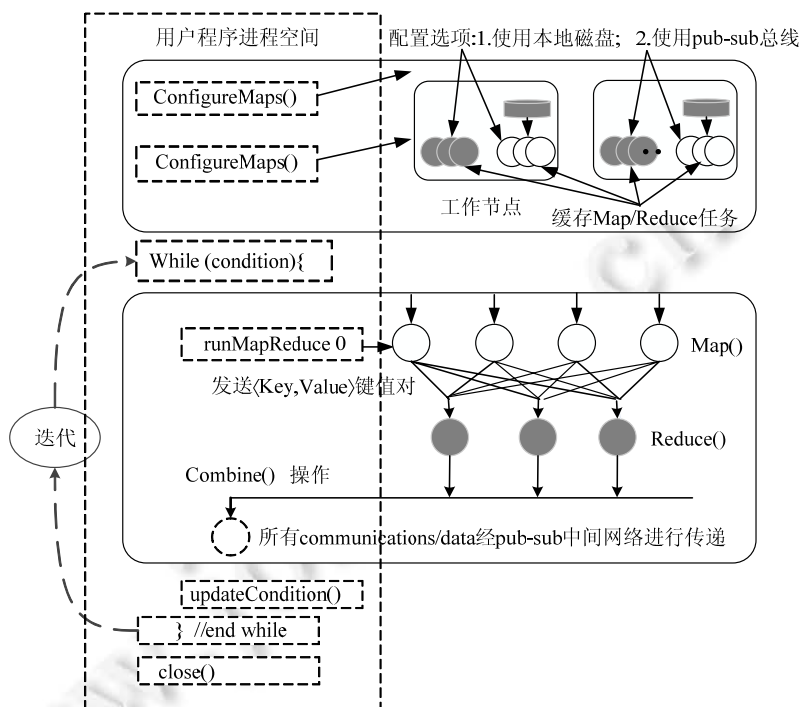 用户程序进程空间
配置选项:1.使用本地磁盘; 2.使用pub-sub总线
ConfigureMaps()
ConfigureMaps()
工作节点
缓存Map/Reduce任务
While (condition){
runMapReduce 0
Map()
发送⟨Key,Value⟩键值对
迭代
Reduce()
Combine() 操作
所有communications/data经pub-sub中间网络进行传递
updateCondition()
} //end while
close()